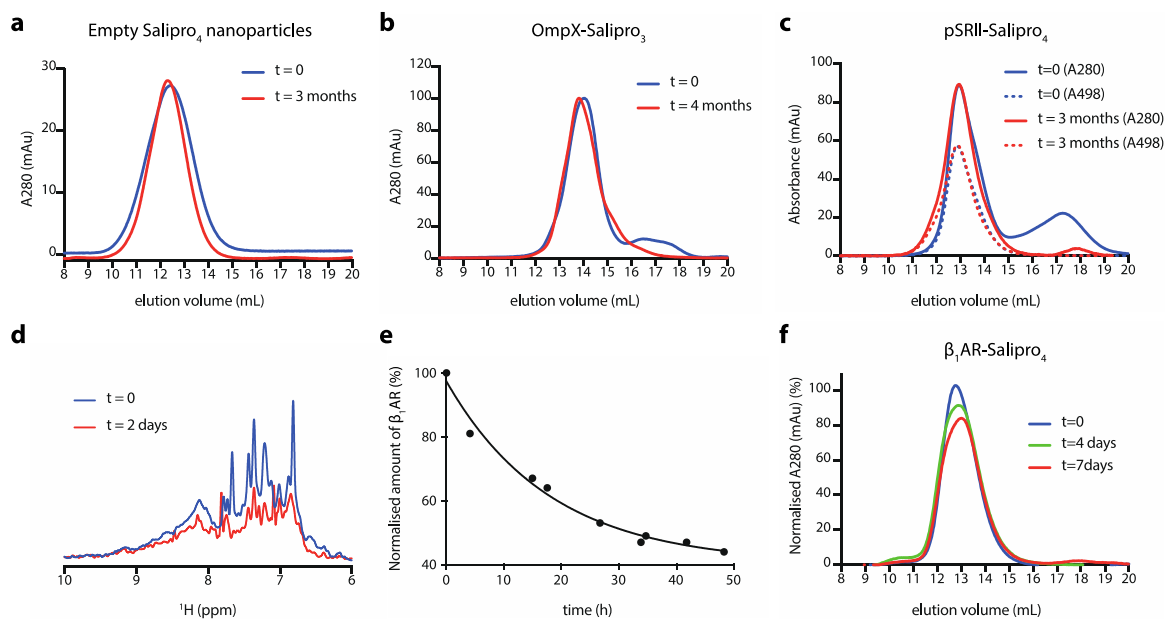 a
Empty Salipro₄ nanoparticles
t = 0
t = 3 months
A280 (mAu)
30
20
10
0
8 9 10 11 12 13 14 15 16 17 18 19 20
elution volume (mL)
b
OmpX-Salipro₃
t = 0
t = 4 months
A280 (mAu)
120
100
80
60
40
20
0
8 9 10 11 12 13 14 15 16 17 18 19 20
elution volume (mL)
c
pSRII-Salipro₄
t=0 (A280)
t=0 (A498)
t = 3 months (A280)
t = 3 months (A498)
Absorbance (mAu)
100
80
60
40
20
0
8 9 10 11 12 13 14 15 16 17 18 19 20
elution volume (mL)
d
t = 0
t = 2 days
10 9 8 7 6
¹H (ppm)
e
Normalised amount of β₁AR (%)
100
80
60
40
0 10 20 30 40 50
time (h)
f
β₁AR-Salipro₄
t=0
t=4 days
t=7days
Normalised A280 (mAu) (%)
100
80
60
40
20
0
8 9 10 11 12 13 14 15 16 17 18 19 20
elution volume (mL)